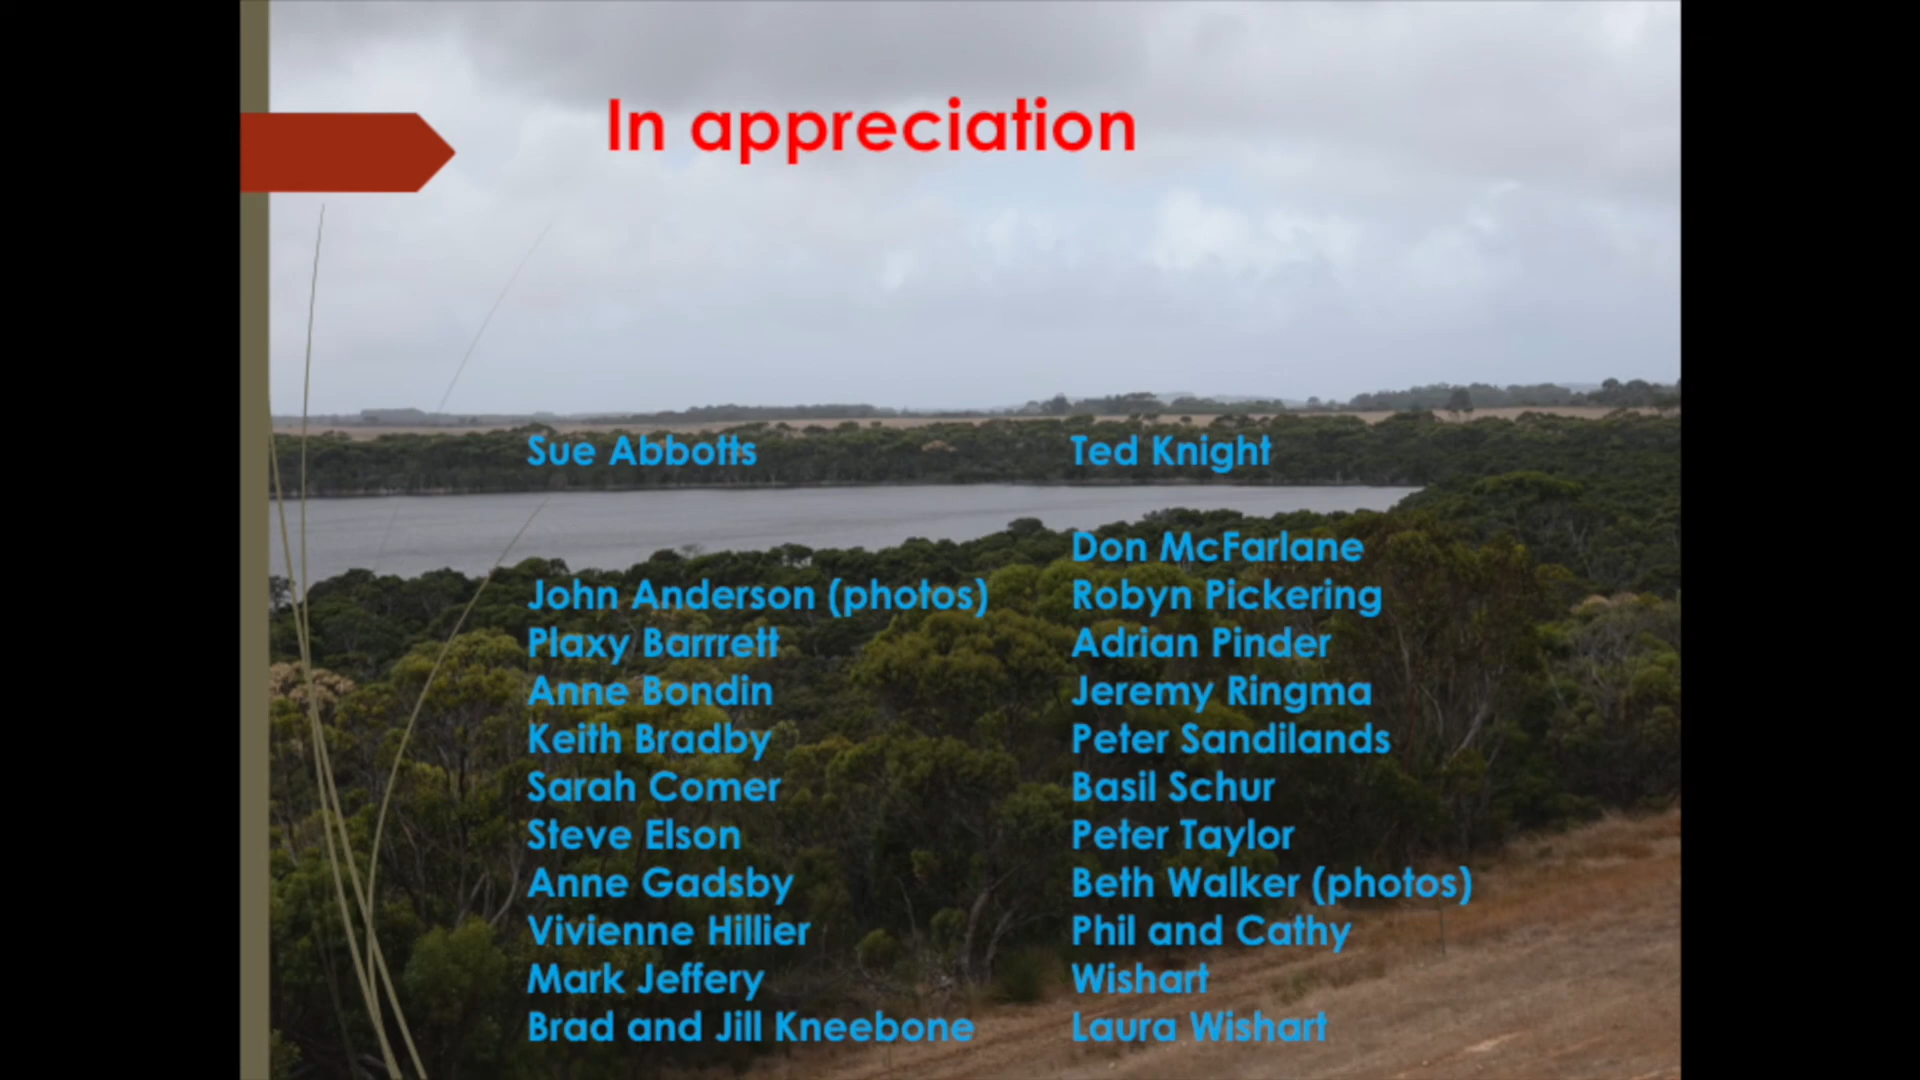 In appreciation
Sue Abbotts
John Anderson (photos)
Plaxy Barrrett
Anne Bondin
Keith Bradby
Sarah Comer
Steve Elson
Anne Gadsby
Vivienne Hillier
Mark Jeffery
Brad and Jill Kneebone
Ted Knight
Don McFarlane
Robyn Pickering
Adrian Pinder
Jeremy Ringma
Peter Sandilands
Basil Schur
Peter Taylor
Beth Walker (photos)
Phil and Cathy
Wishart
Laura Wishart